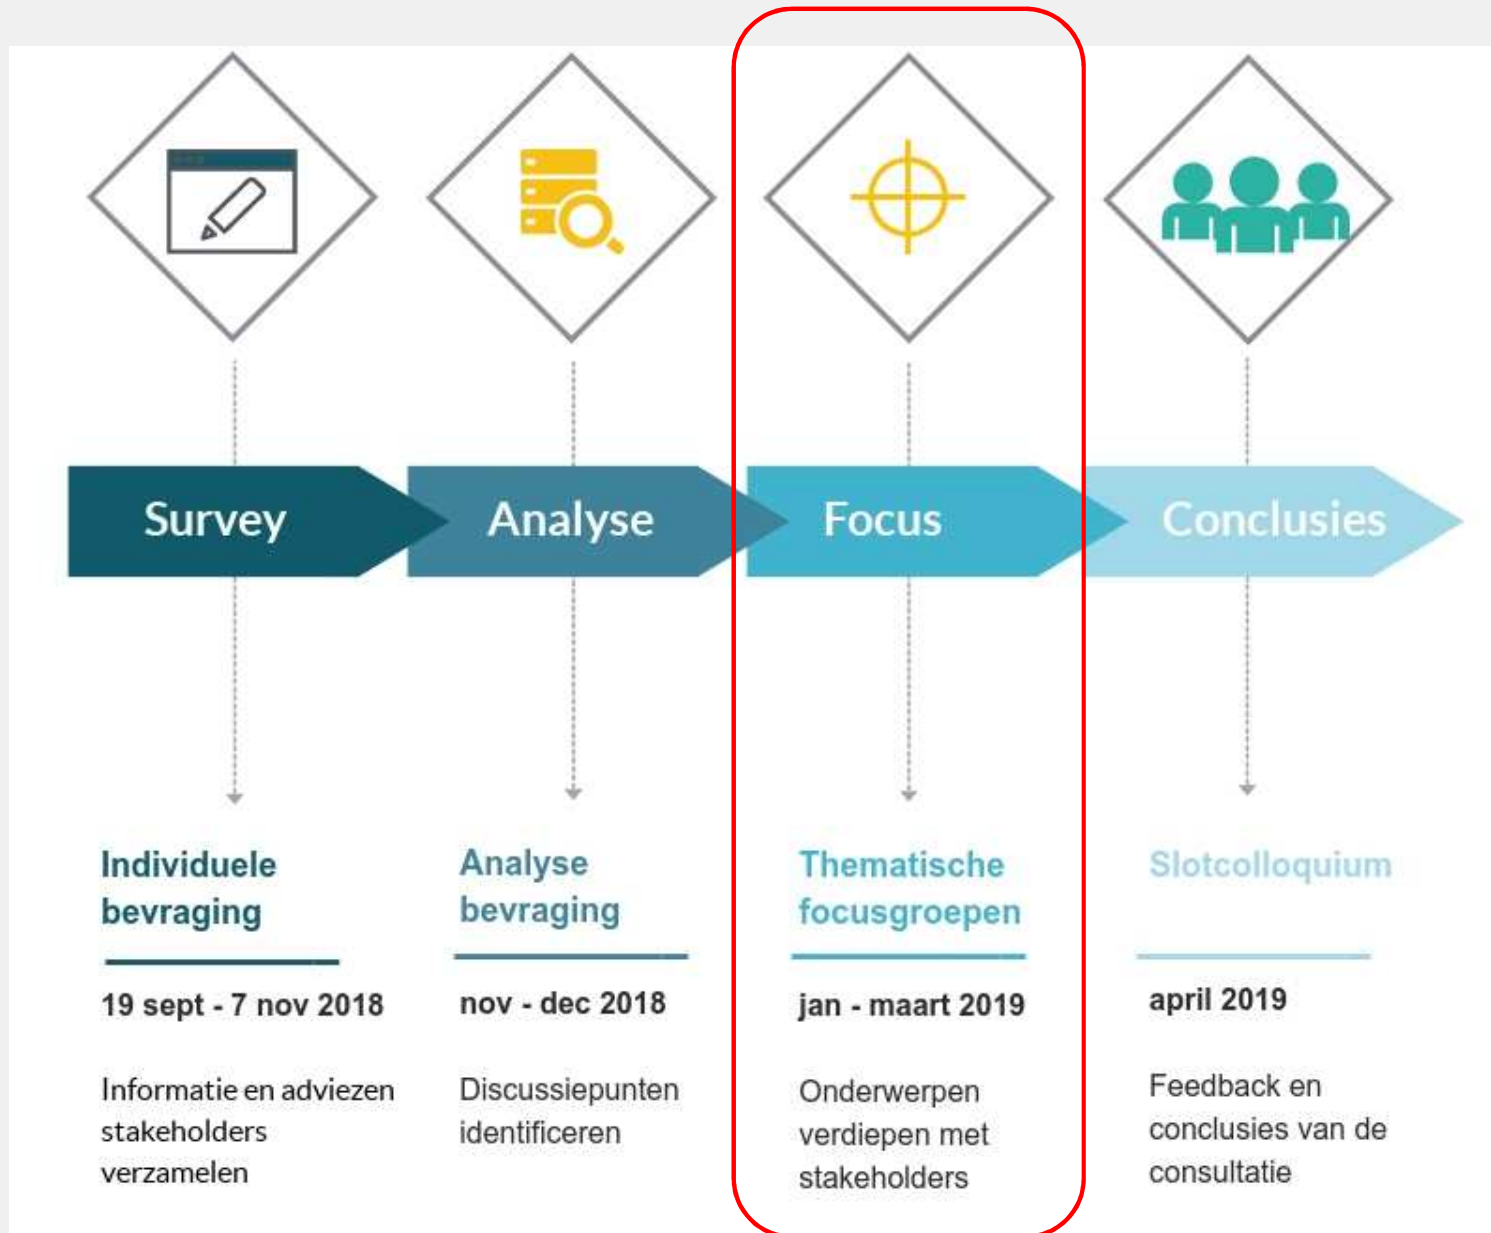 Survey
Analyse
Focus
Conclusies
Individuele
bevraging
19 sept - 7 nov 2018
Informatie en adviezen
stakeholders
verzamelen
Analyse
bevraging
nov - dec 2018
Discussiepunten
identificeren
Thematische
focusgroepen
jan - maart 2019
Onderwerpen
verdiepen met
stakeholders
Slotcolloquium
april 2019
Feedback en
conclusies van de
consultatie